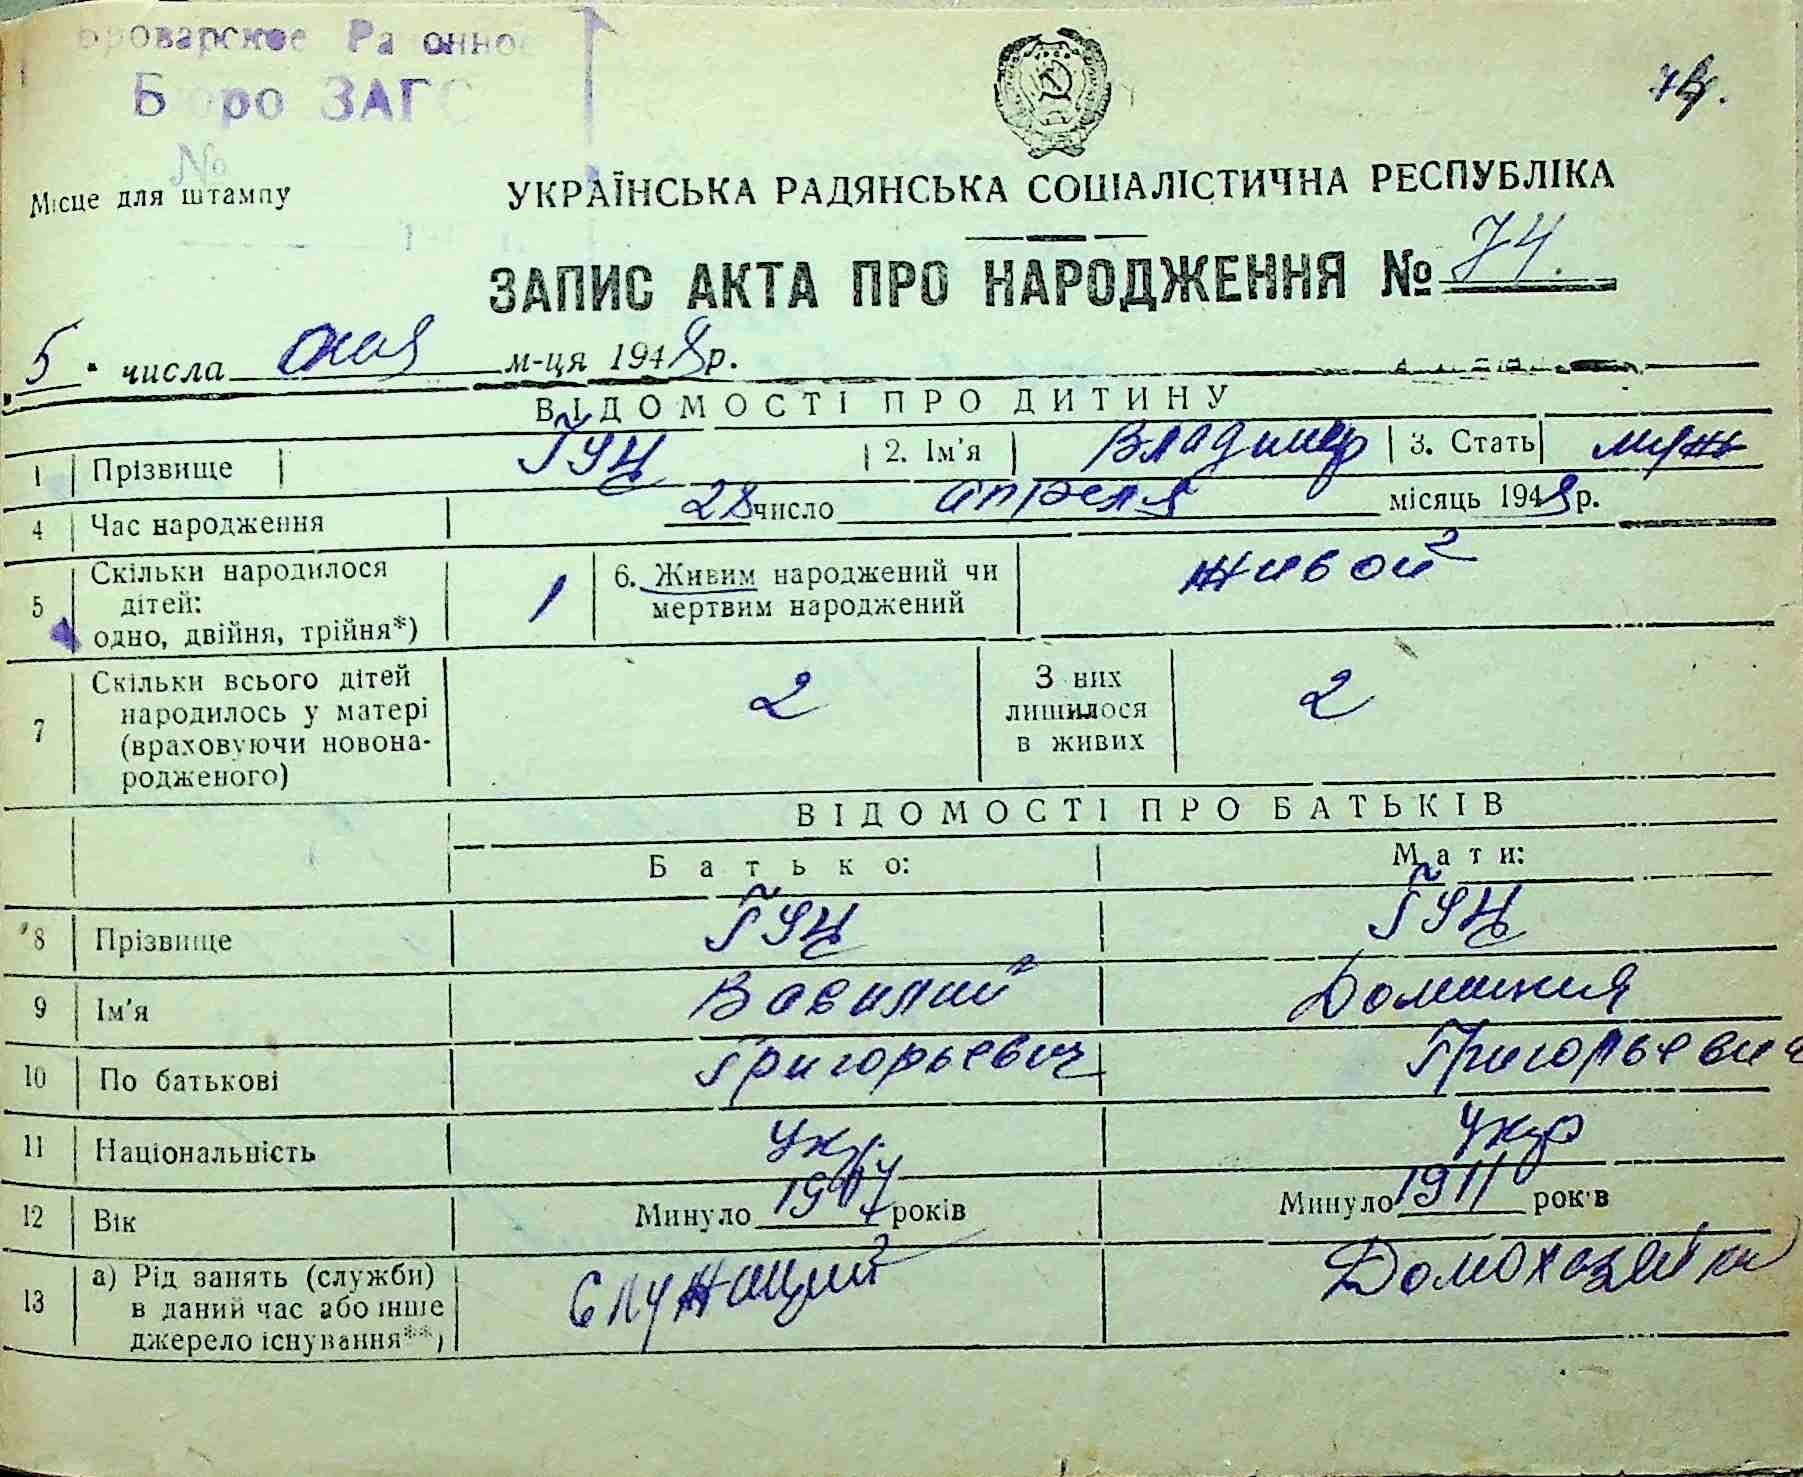 Броварское Районное
Бюро ЗАГС
№
74.
Місце для штампу
УКРАЇНСЬКА РАДЯНСЬКА СОЦІАЛІСТИЧНА РЕСПУБЛІКА
ЗАПИС АКТА ПРО НАРОДЖЕННЯ № 74.
5 числа мая м-ця 1948 р.
ВІДОМОСТІ ПРО ДИТИНУ
1 Прізвище Гуц 2. Ім'я Владимир 3. Стать муж
4 Час народження 28 число апреля місяць 1948 р.
5 Скільки народилося дітей: одно, двійня, трійня*) 1 6. Живим народжений чи мертвим народжений живой
7 Скільки всього дітей народилось у матері (враховуючи новонародженого) 2 З них лишилося в живих 2
ВІДОМОСТІ ПРО БАТЬКІВ
Батько: Мати:
8 Прізвище Гуц Гуц
9 Ім'я Василий Домникия
10 По батькові Григорьевич Григорьевич
11 Національність Укр. Укр
12 Вік Минуло 1907 років Минуло 1911 років
13 а) Рід занять (служби) в даний час або інше джерело існування**) Служащий Домохозяйка